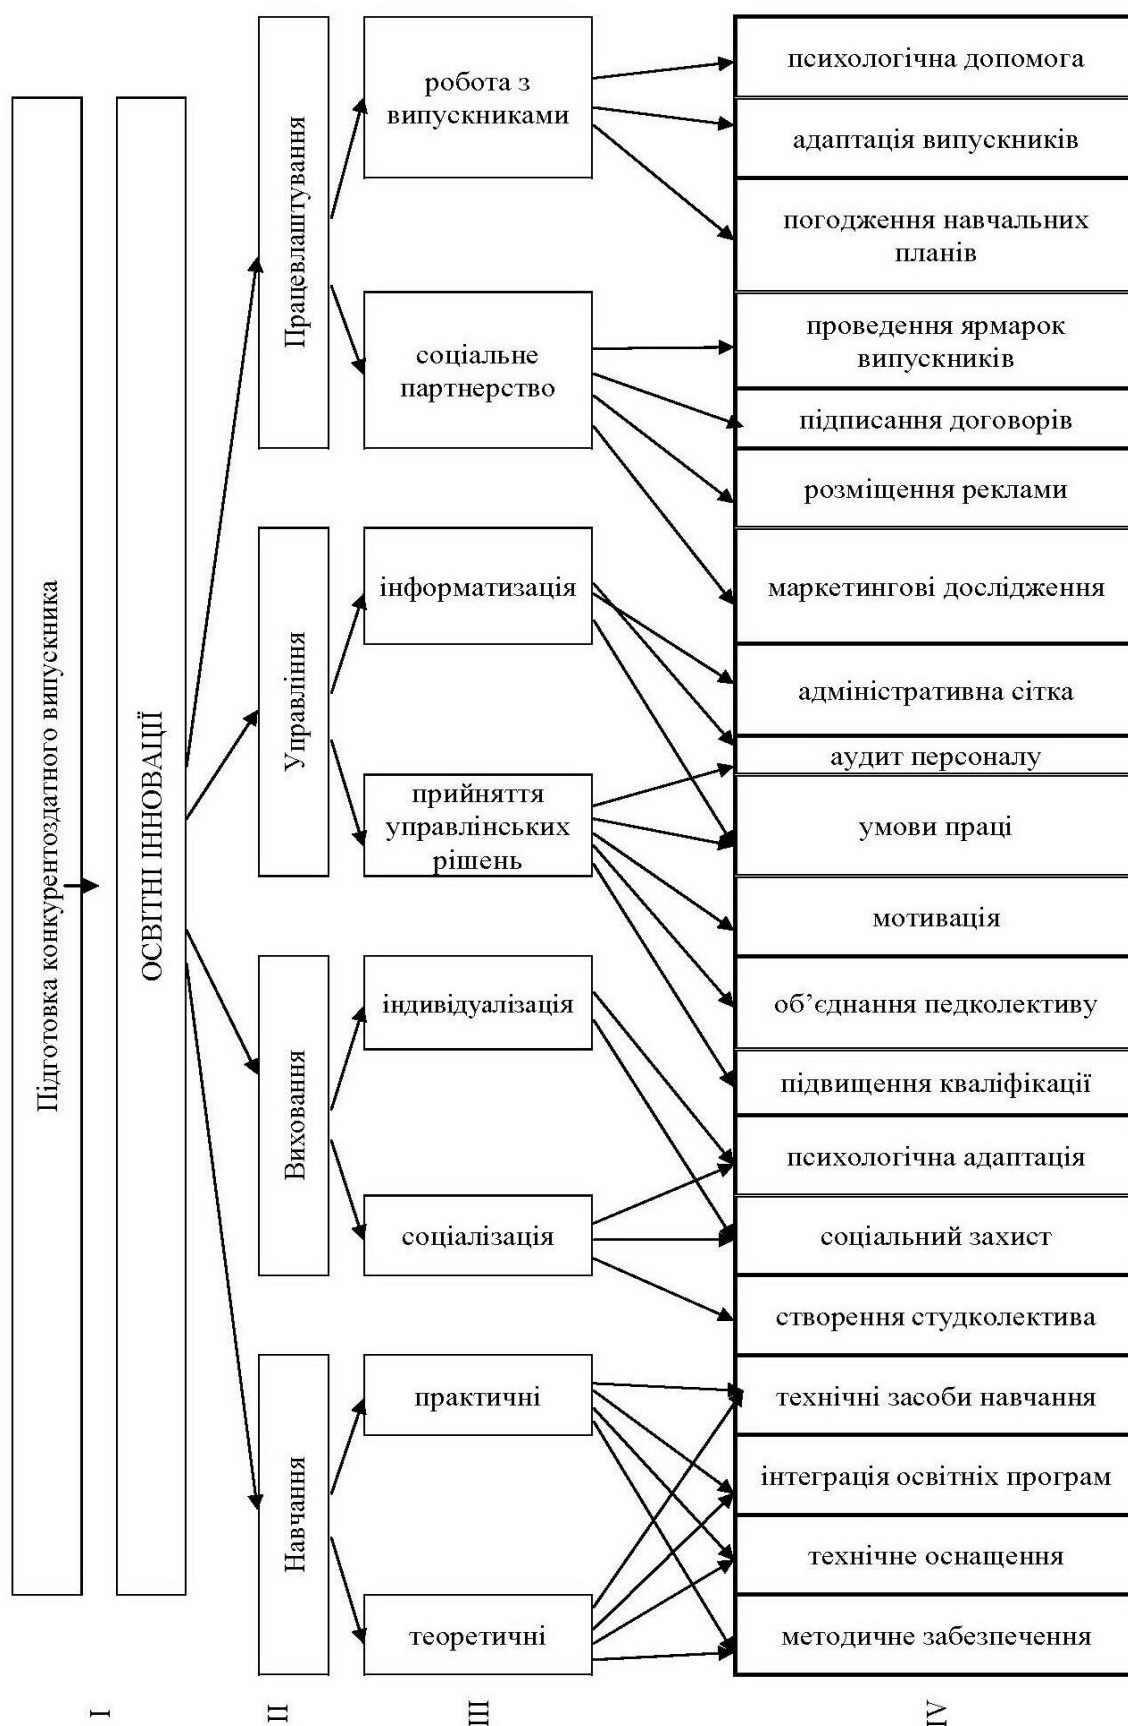 Підготовка конкурентоздатного випускника
ОСВІТНІ ІННОВАЦІЇ
Працевлаштування
Управління
Виховання
Навчання
робота з
випускниками
соціальне
партнерство
інформатизація
прийняття
управлінських
рішень
індивідуалізація
соціалізація
практичні
теоретичні
психологічна допомога
адаптація випускників
погодження навчальних
планів
проведення ярмарок
випускників
підписання договорів
розміщення реклами
маркетингові дослідження
адміністративна сітка
аудит персоналу
умови праці
мотивація
об’єднання педколективу
підвищення кваліфікації
психологічна адаптація
соціальний захист
створення студколектива
технічні засоби навчання
інтеграція освітніх програм
технічне оснащення
методичне забезпечення
I
II
III
IV